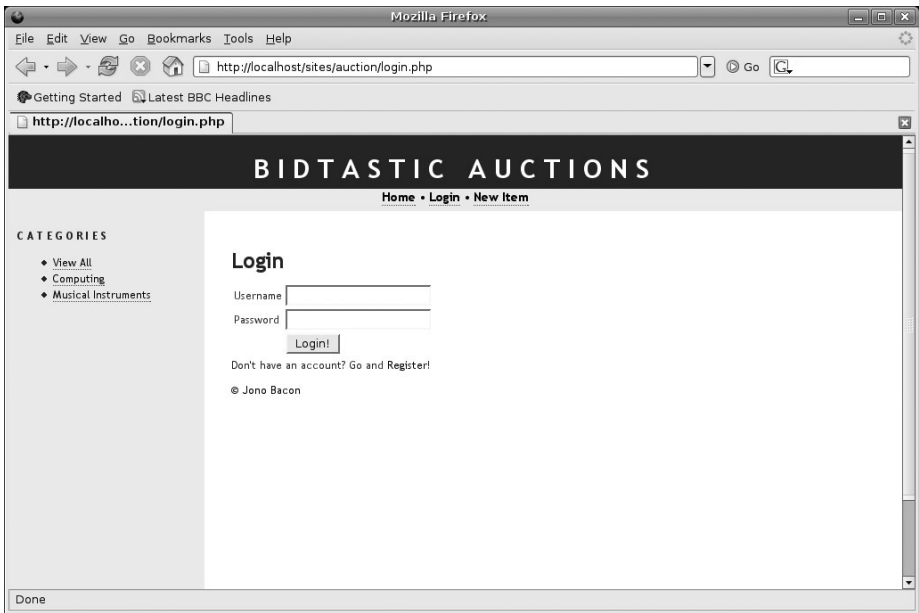 Mozilla Firefox
File Edit View Go Bookmarks Tools Help
http://localhost/sites/auction/login.php Go G
Getting Started Latest BBC Headlines
http://localho...tion/login.php
BIDTASTIC AUCTIONS
Home • Login • New Item
CATEGORIES
View All
Computing
Musical Instruments
Login
Username
Password
Login!
Don't have an account? Go and Register!
© Jono Bacon
Done